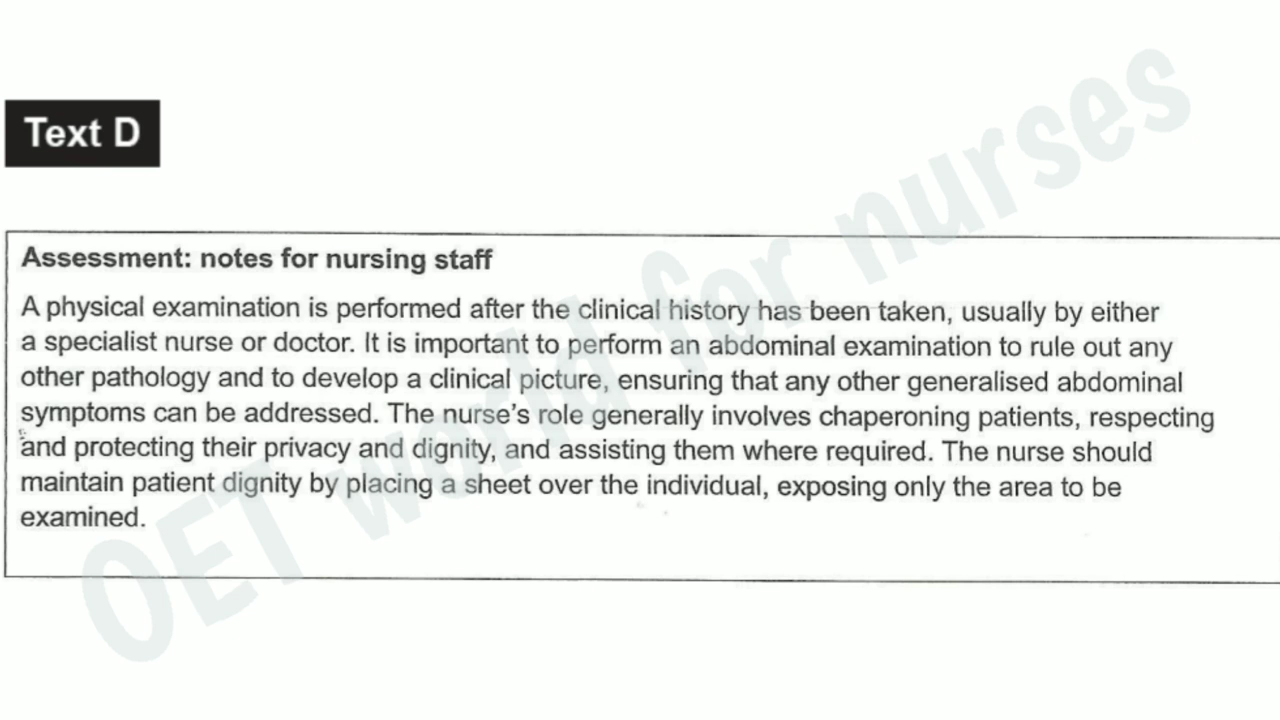 Text D
Assessment: notes for nursing staff
A physical examination is performed after the clinical history has been taken, usually by either
a specialist nurse or doctor. It is important to perform an abdominal examination to rule out any
other pathology and to develop a clinical picture, ensuring that any other generalised abdominal
symptoms can be addressed. The nurse's role generally involves chaperoning patients, respecting
and protecting their privacy and dignity, and assisting them where required. The nurse should
maintain patient dignity by placing a sheet over the individual, exposing only the area to be
examined.
OET world for nurses